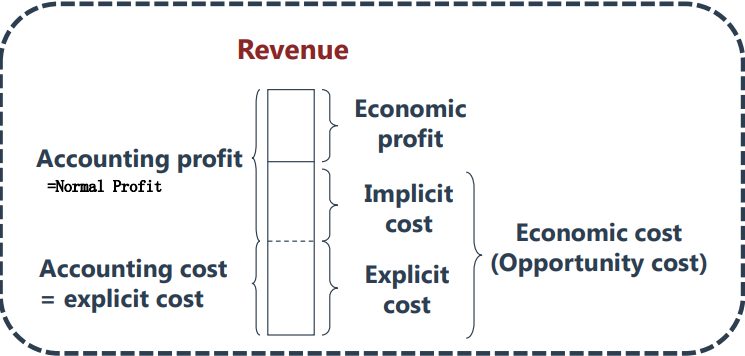 Revenue
Economic
profit
Accounting profit
=Normal Profit
Implicit
cost
Economic cost
(Opportunity cost)
Accounting cost
= explicit cost
Explicit
cost